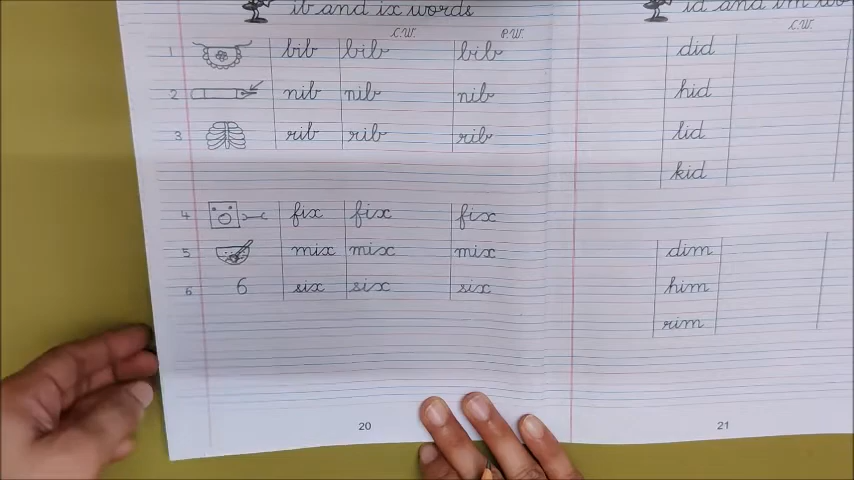 ib and ix words
C.W. P.W.
1 bib bib bib
2 nib nib nib
3 rib rib rib
4 fix fix fix
5 mix mix mix
6 6 six six six
20
id and im wo
C.W.
did
hid
lid
kid
dim
him
rim
21